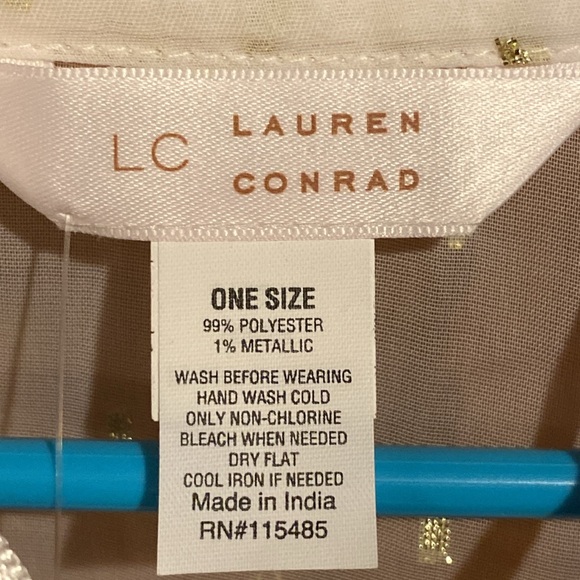 LC LAUREN
CONRAD
ONE SIZE
99% POLYESTER
1% METALLIC
WASH BEFORE WEARING
HAND WASH COLD
ONLY NON-CHLORINE
BLEACH WHEN NEEDED
DRY FLAT
COOL IRON IF NEEDED
Made in India
RN#115485